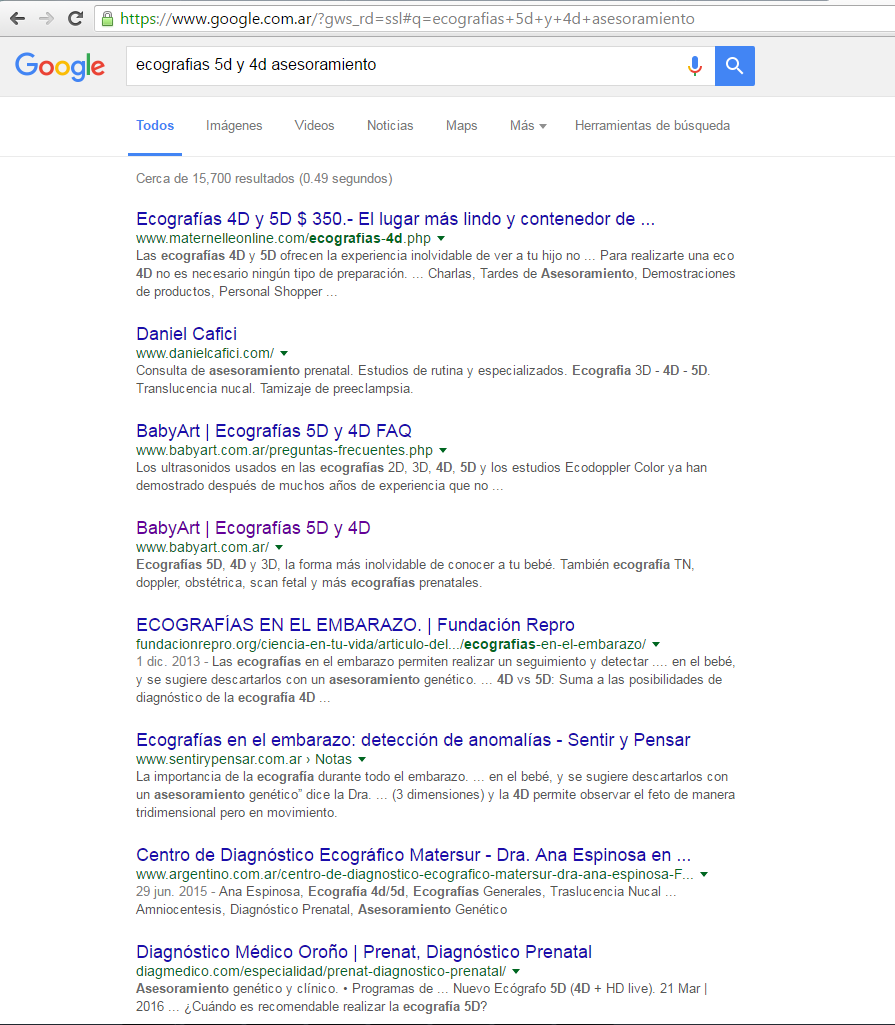 https://www.google.com.ar/?gws_rd=ssl#q=ecografias+5d+y+4d+asesoramiento
Google
ecografias 5d y 4d asesoramiento
Todos Imágenes Videos Noticias Maps Más Herramientas de búsqueda
Cerca de 15,700 resultados (0.49 segundos)
Ecografías 4D y 5D $ 350.- El lugar más lindo y contenedor de ...
www.maternelleonline.com/ecografias-4d.php
Las ecografías 4D y 5D ofrecen la experiencia inolvidable de ver a tu hijo no ... Para realizarte una eco
4D no es necesario ningún tipo de preparación. ... Charlas, Tardes de Asesoramiento, Demostraciones
de productos, Personal Shopper ...
Daniel Cafici
www.danielcafici.com/
Consulta de asesoramiento prenatal. Estudios de rutina y especializados. Ecografia 3D - 4D - 5D.
Translucencia nucal. Tamizaje de preeclampsia.
BabyArt | Ecografías 5D y 4D FAQ
www.babyart.com.ar/preguntas-frecuentes.php
Los ultrasonidos usados en las ecografías 2D, 3D, 4D, 5D y los estudios Ecodoppler Color ya han
demostrado después de muchos años de experiencia que no ...
BabyArt | Ecografías 5D y 4D
www.babyart.com.ar/
Ecografías 5D, 4D y 3D, la forma más inolvidable de conocer a tu bebé. También ecografía TN,
doppler, obstétrica, scan fetal y más ecografías prenatales.
ECOGRAFÍAS EN EL EMBARAZO. | Fundación Repro
fundacionrepro.org/ciencia-en-tu-vida/articulo-del.../ecografias-en-el-embarazo/
1 dic. 2013 - Las ecografías en el embarazo permiten realizar un seguimiento y detectar .... en el bebé,
y se sugiere descartarlos con un asesoramiento genético. ... 4D vs 5D: Suma a las posibilidades de
diagnóstico de la ecografía 4D ...
Ecografías en el embarazo: detección de anomalías - Sentir y Pensar
www.sentirypensar.com.ar › Notas
La importancia de la ecografía durante todo el embarazo. ... en el bebé, y se sugiere descartarlos con
un asesoramiento genético” dice la Dra. ... (3 dimensiones) y la 4D permite observar el feto de manera
tridimensional pero en movimiento.
Centro de Diagnóstico Ecográfico Matersur - Dra. Ana Espinosa en ...
www.argentino.com.ar/centro-de-diagnostico-ecografico-matersur-dra-ana-espinosa-F...
29 jun. 2015 - Ana Espinosa, Ecografía 4d/5d, Ecografías Generales, Traslucencia Nucal ...
Amniocentesis, Diagnóstico Prenatal, Asesoramiento Genético
Diagnóstico Médico Oroño | Prenat, Diagnóstico Prenatal
diagmedico.com/especialidad/prenat-diagnostico-prenatal/
Asesoramiento genético y clínico. • Programas de ... Nuevo Ecógrafo 5D (4D + HD live). 21 Mar |
2016 ... ¿Cuándo es recomendable realizar la ecografía 5D?